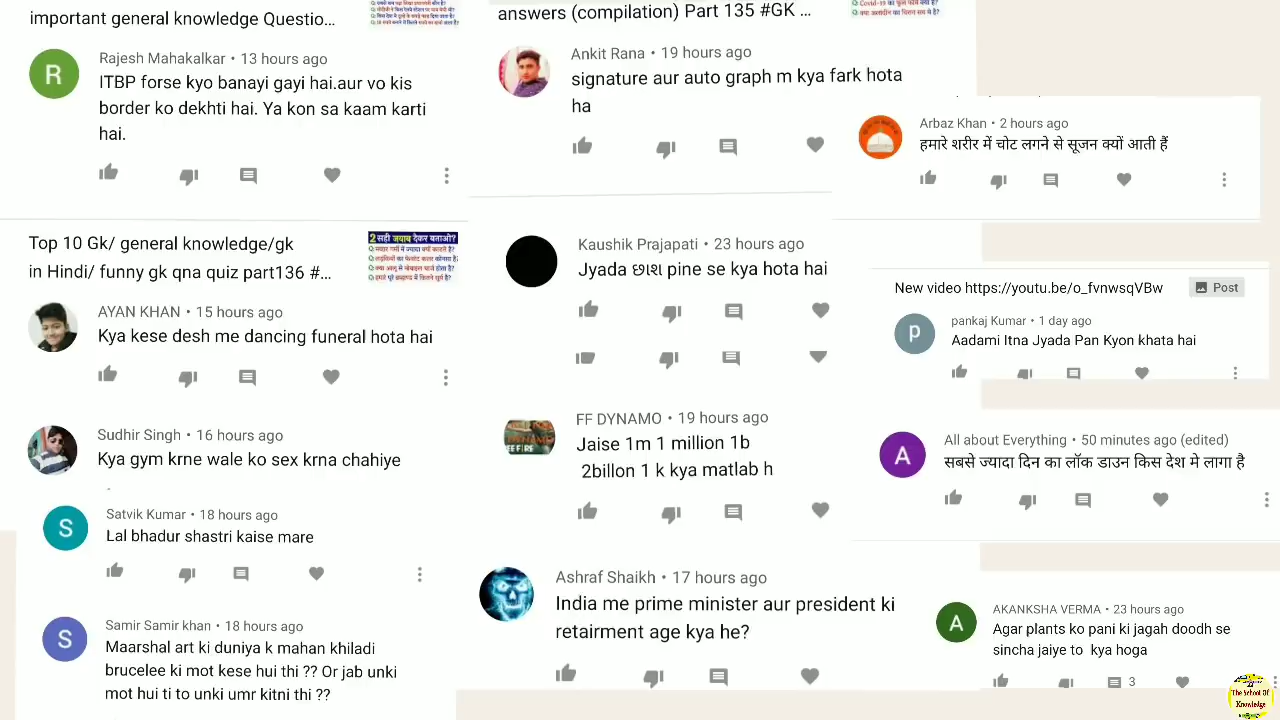 important General knowledge Questio...
Rajesh Mahakalkar • 13 hours ago
ITBP forse kyo banayi gayi hai.aur vo kis
border ko dekhti hai. Ya kon sa kaam karti
hai.
Top 10 GK/ general knowledge/gk
in Hindi/ funny dukana quiz part136 #...
2 सही जवाब देकर बताओ?
AYAN KHAN • 15 hours ago
Kya kese desh me dancing funeral hota hai
Sudhir Singh • 16 hours ago
Kya gym krne wale ko sex krna chahiye
Satvik Kumar • 18 hours ago
Lal bhadur shastri kaise mare
Samir Samir khan • 18 hours ago
Maarshal art ki duniya k mahan khiladi
brucelee ki mot kese hui thi ?? Or jab unki
mot hui ti to unki umr kitni thi ??
answers (compilation) Part 135 #GK ...
Ankit Rana • 19 hours ago
signature aur auto graph m kya fark hota
ha
Kaushik Prajapati • 23 hours ago
Jyada છાશ pine se kya hota hai
FF DYNAMO • 19 hours ago
Jaise 1m 1 million 1b
2billon 1 k kya matlab h
Ashraf Shaikh • 17 hours ago
India me prime minister aur president ki
retairment age kya he?
Arbaz Khan • 2 hours ago
हमारे शरीर में चोट लगने से सूजन क्यों आती हैं
New video https://youtu.be/o_fvnwsqVBw
Post
pankaj Kumar • 1 day ago
Aadami Itna Jyada Pan Kyon khata hai
All about Everything • 50 minutes ago (edited)
सबसे ज्यादा दिन का लॉक डाउन किस देश मे लागा है
AKANKSHA VERMA • 23 hours ago
Agar plants ko pani ki jagah doodh se
sincha jaiye to kya hoga
3
The School Of
Knowledge